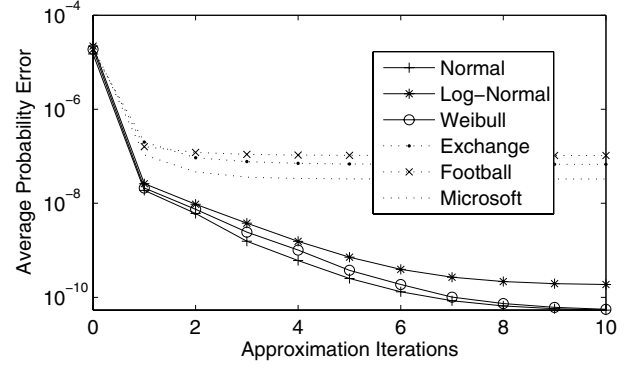 10^-4
10^-6
10^-8
10^-10
Average Probability Error
Normal
Log-Normal
Weibull
Exchange
Football
Microsoft
0 2 4 6 8 10
Approximation Iterations